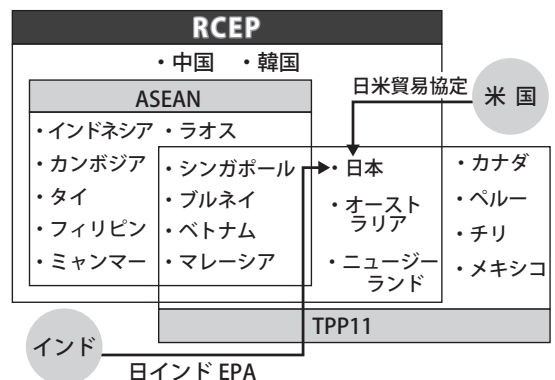 RCEP
・中国 ・韓国
ASEAN
日米貿易協定
米国
・インドネシア ・ラオス
・カンボジア
・シンガポール
・日本
・カナダ
・タイ
・ブルネイ
・オースト
ラリア
・ペルー
・フィリピン
・ベトナム
・チリ
・ミャンマー
・マレーシア
・ニュージー
ランド
・メキシコ
TPP11
インド
日インド EPA